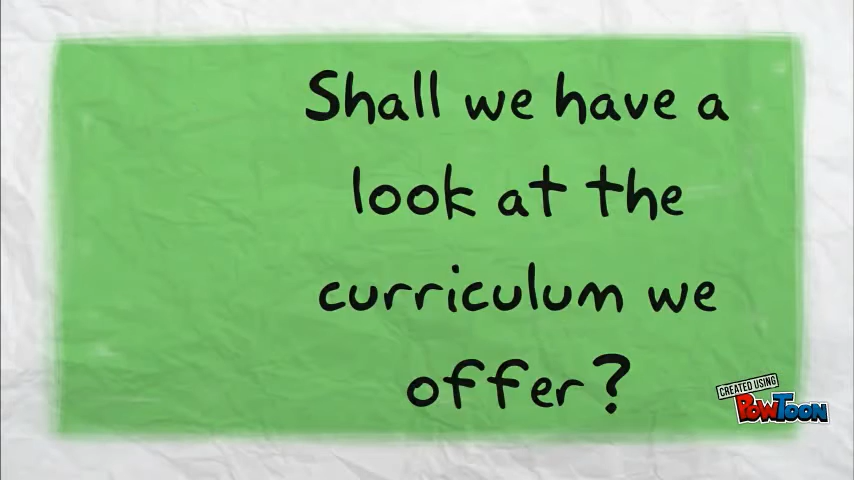 Shall we have a
look at the
curriculum we
offer?
CREATED USING
POWTOON